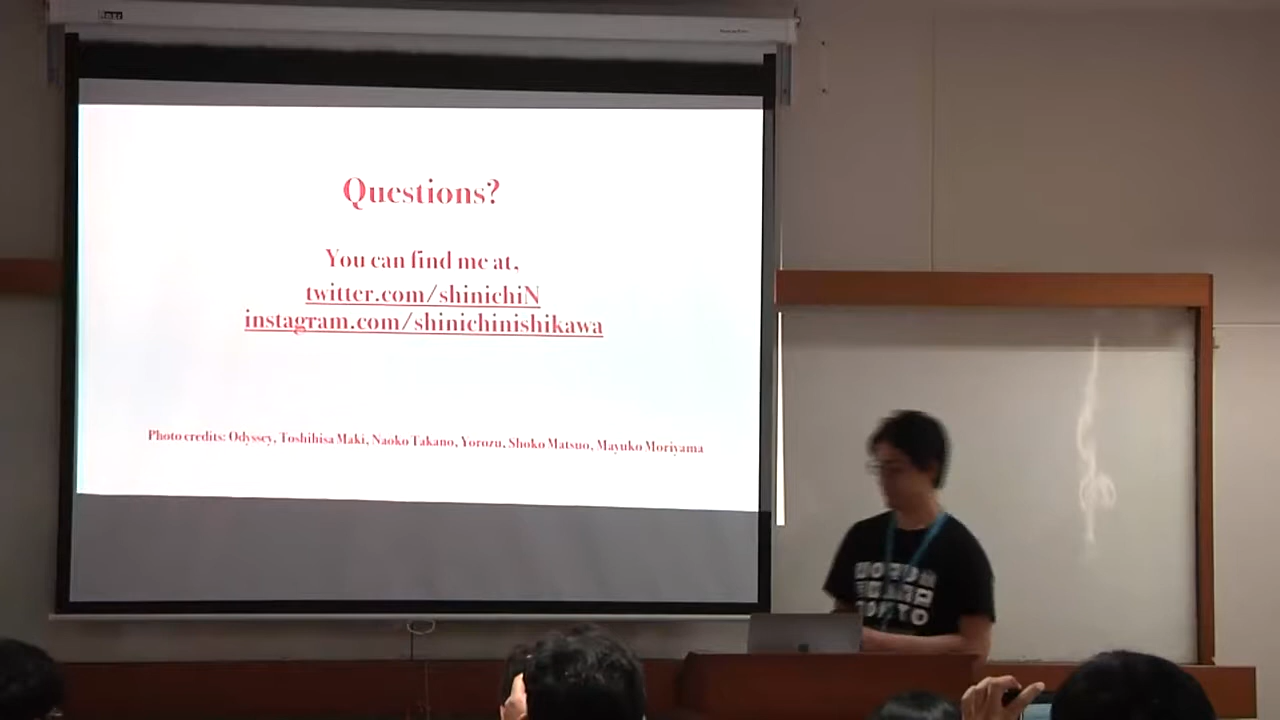 Questions?
You can find me at,
twitter.com/shinichiN
instagram.com/shinichinishikawa
Photo credits: Odyssey, Toshihisa Maki, Naoko Takano, Yorozu, Shoko Matsuo, Mayuko Moriyama